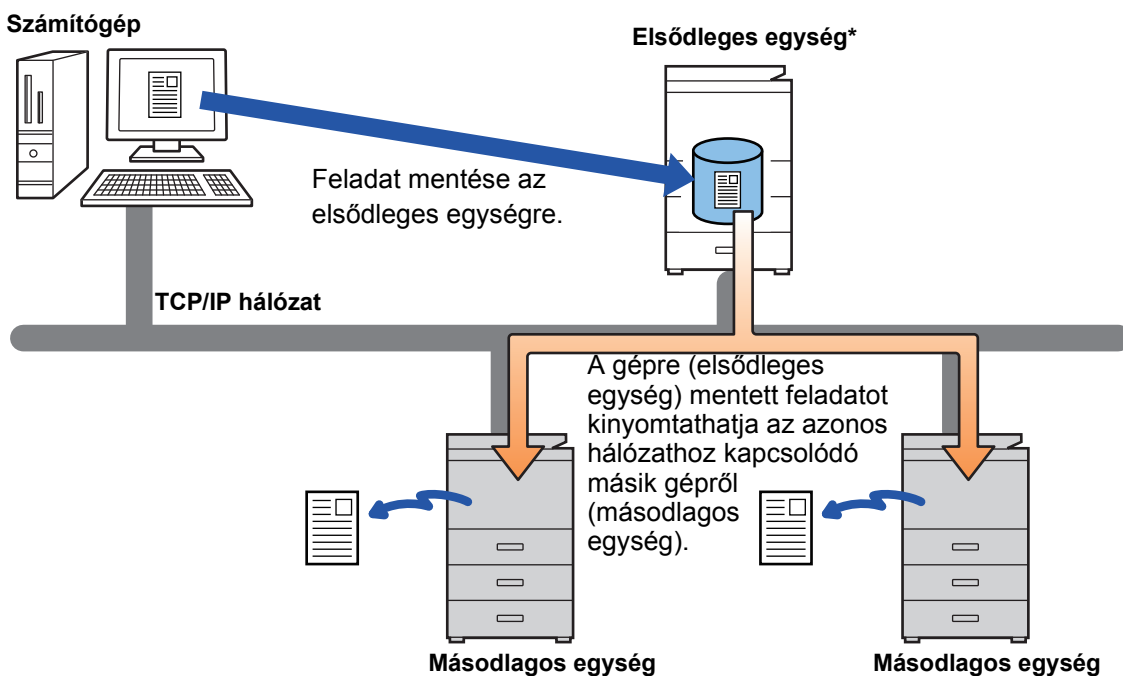 Számítógép
Elsődleges egység*
Feladat mentése az
elsődleges egységre.
TCP/IP hálózat
A gépre (elsődleges
egység) mentett feladatot
kinyomtathatja az azonos
hálózathoz kapcsolódó
másik gépről
(másodlagos
egység).
Másodlagos egység
Másodlagos egység